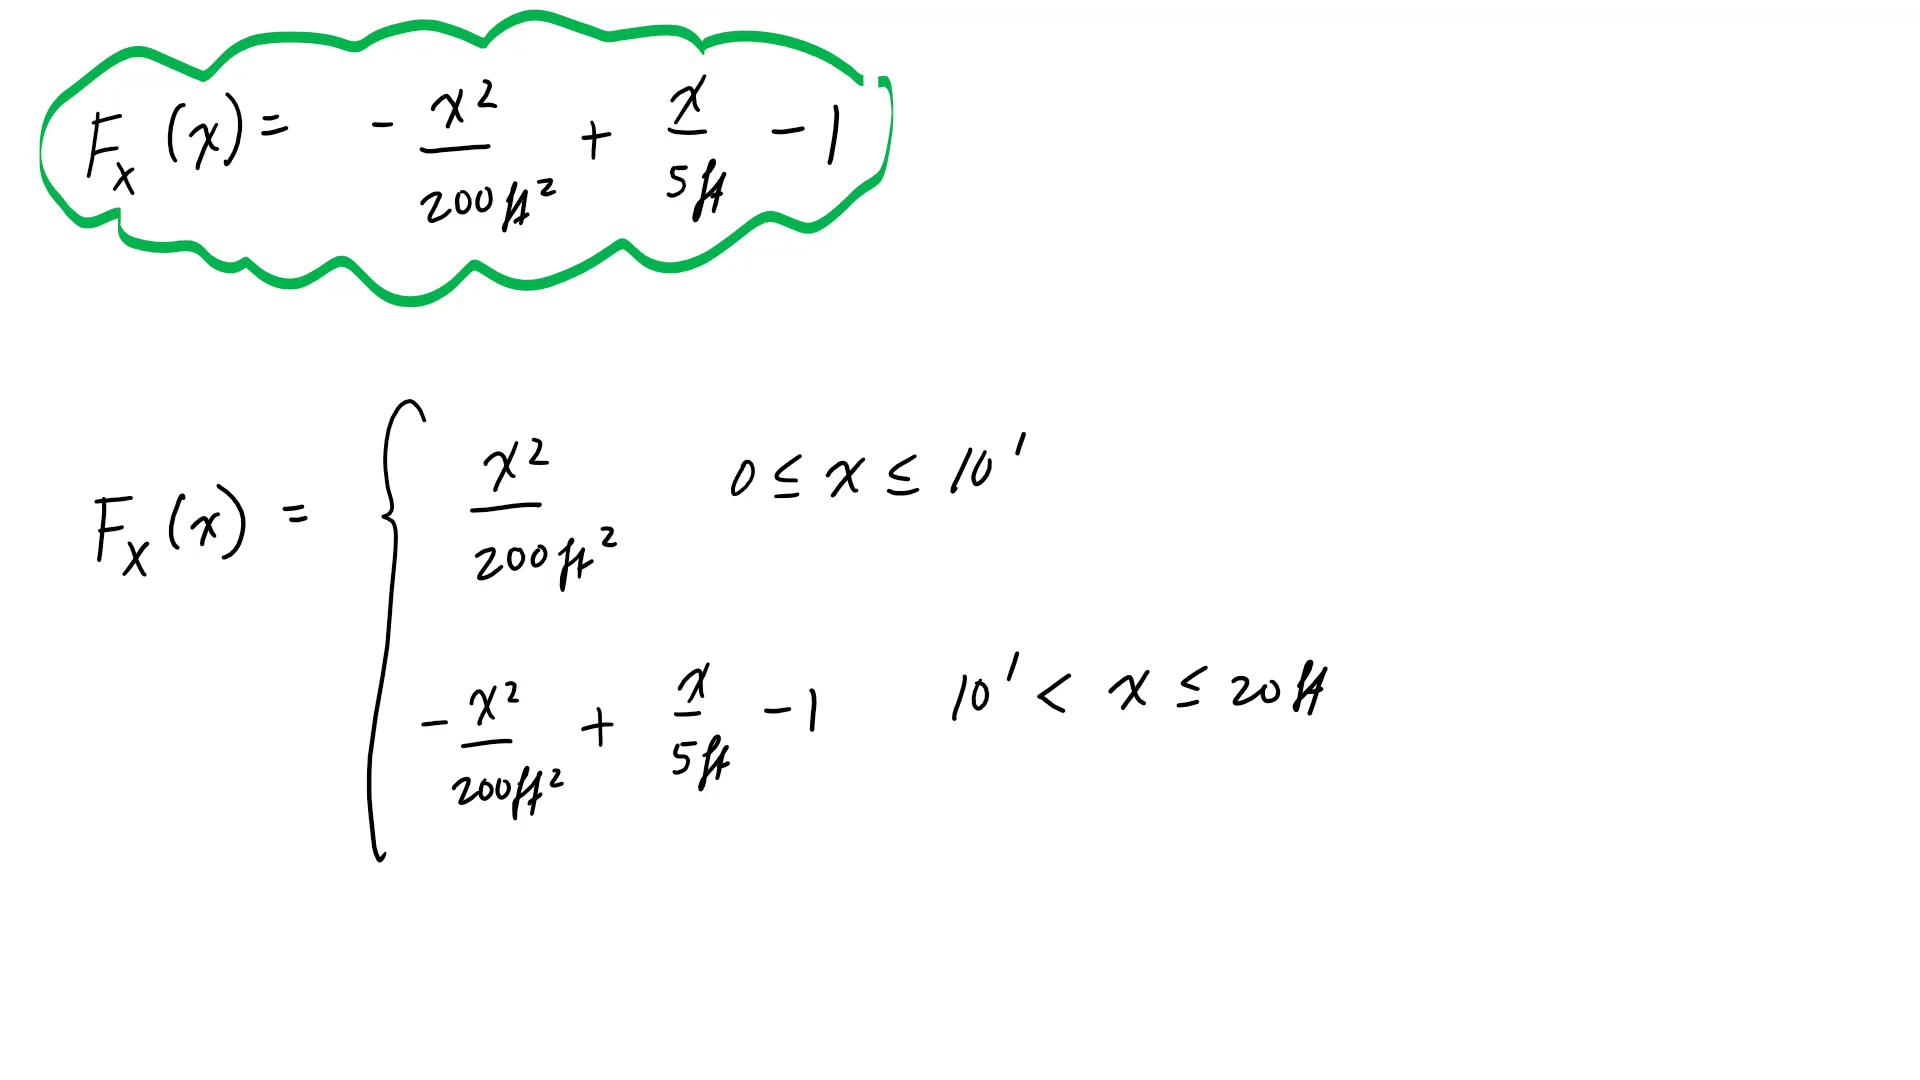 F_X (x) = - x²/200ft² + x/5ft - 1
F_X (x) = { x²/200ft² 0 ≤ x ≤ 10'
- x²/200ft² + x/5ft - 1 10' < x ≤ 20ft